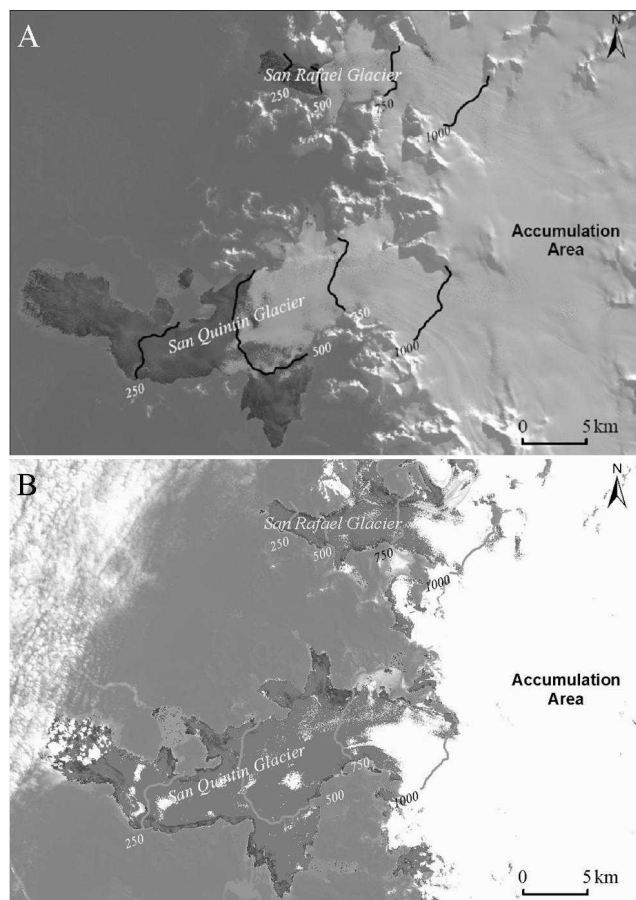 A
N
San Rafael Glacier
250
500
750
1000
Accumulation
Area
San Quintin Glacier
250
500
750
1000
0 5 km
B
N
San Rafael Glacier
250
500
750
1000
Accumulation
Area
San Quintin Glacier
250
500
750
1000
0 5 km